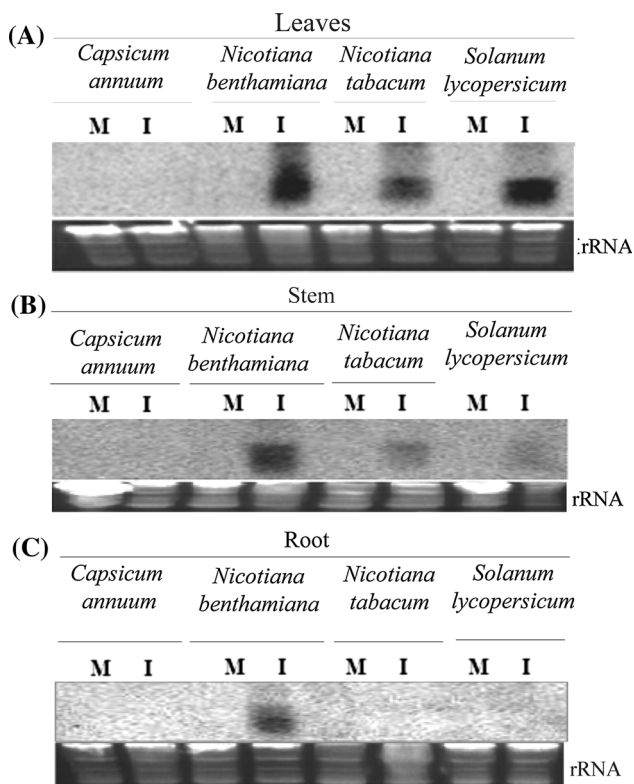 (A)
Leaves
Capsicum annuum Nicotiana benthamiana Nicotiana tabacum Solanum lycopersicum
M I M I M I M I
rRNA
(B)
Stem
Capsicum annuum Nicotiana benthamiana Nicotiana tabacum Solanum lycopersicum
M I M I M I M I
rRNA
(C)
Root
Capsicum annuum Nicotiana benthamiana Nicotiana tabacum Solanum lycopersicum
M I M I M I M I
rRNA